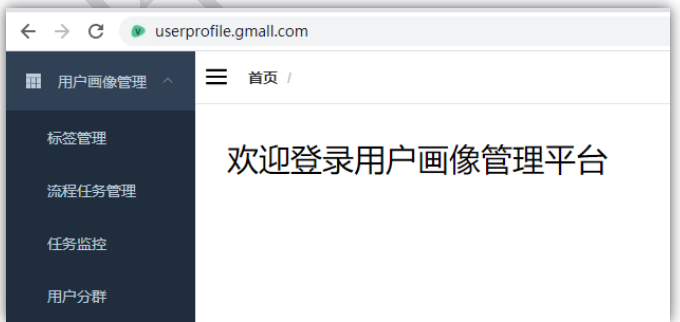 userprofile.gmall.com
用户画像管理
首页 /
标签管理
欢迎登录用户画像管理平台
流程任务管理
任务监控
用户分群